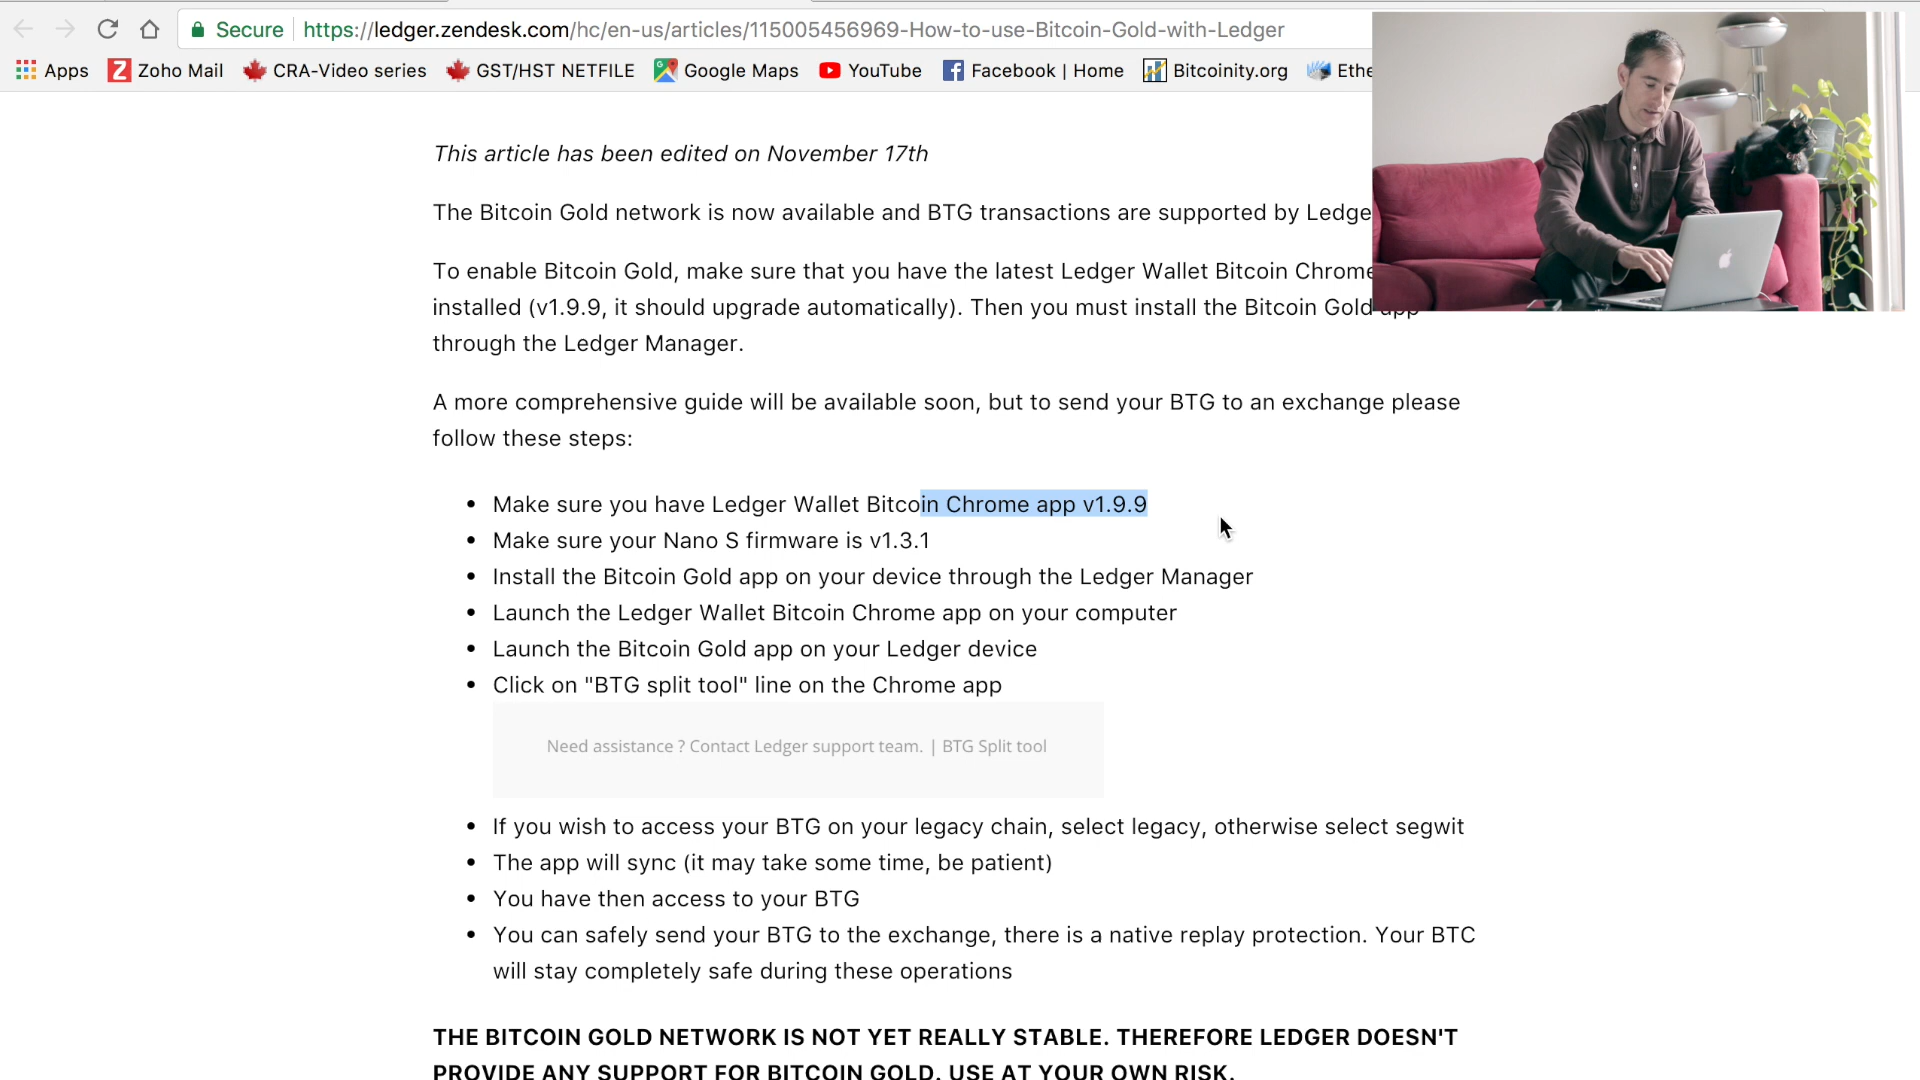 Secure https://ledger.zendesk.com/hc/en-us/articles/115005456969-How-to-use-Bitcoin-Gold-with-Ledger
Apps Zoho Mail CRA-Video series GST/HST NETFILE Google Maps YouTube Facebook | Home Bitcoinity.org Ethe
This article has been edited on November 17th
The Bitcoin Gold network is now available and BTG transactions are supported by Ledge
To enable Bitcoin Gold, make sure that you have the latest Ledger Wallet Bitcoin Chrome
installed (v1.9.9, it should upgrade automatically). Then you must install the Bitcoin Gold app
through the Ledger Manager.
A more comprehensive guide will be available soon, but to send your BTG to an exchange please
follow these steps:
• Make sure you have Ledger Wallet Bitcoin Chrome app v1.9.9
• Make sure your Nano S firmware is v1.3.1
• Install the Bitcoin Gold app on your device through the Ledger Manager
• Launch the Ledger Wallet Bitcoin Chrome app on your computer
• Launch the Bitcoin Gold app on your Ledger device
• Click on "BTG split tool" line on the Chrome app
Need assistance ? Contact Ledger support team. | BTG Split tool
• If you wish to access your BTG on your legacy chain, select legacy, otherwise select segwit
• The app will sync (it may take some time, be patient)
• You have then access to your BTG
• You can safely send your BTG to the exchange, there is a native replay protection. Your BTC
will stay completely safe during these operations
THE BITCOIN GOLD NETWORK IS NOT YET REALLY STABLE. THEREFORE LEDGER DOESN'T
PROVIDE ANY SUPPORT FOR BITCOIN GOLD. USE AT YOUR OWN RISK.